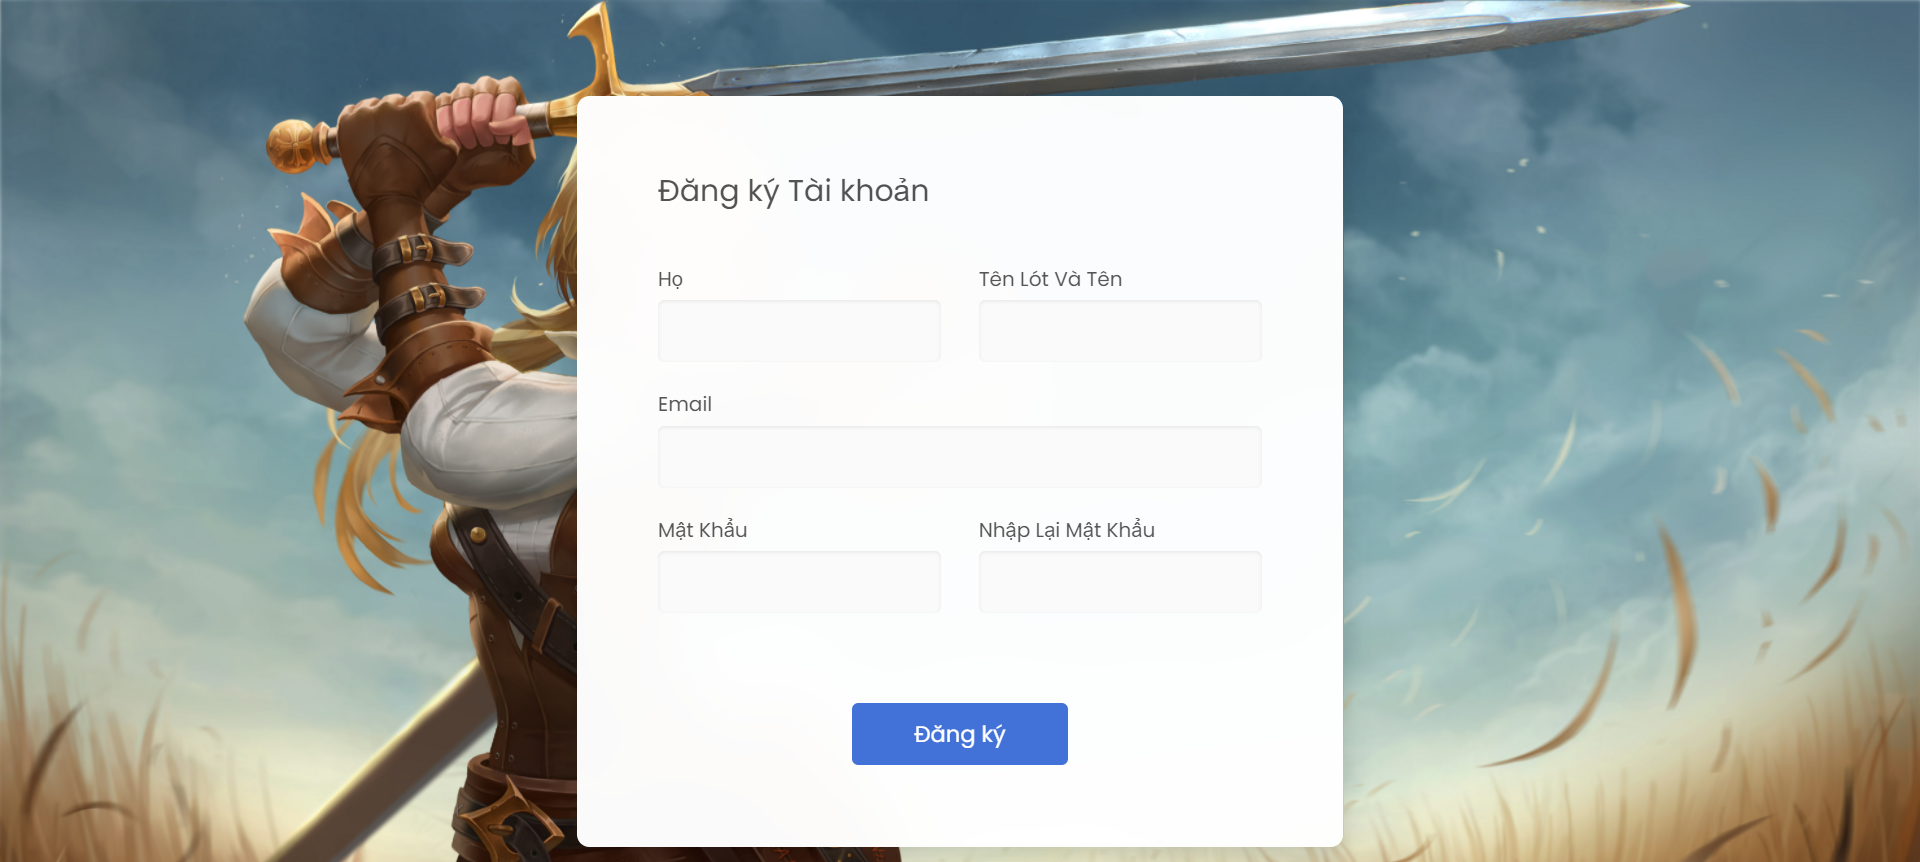 Đăng ký Tài khoản
Họ
Tên Lót Và Tên
Email
Mật Khẩu
Nhập Lại Mật Khẩu
Đăng ký